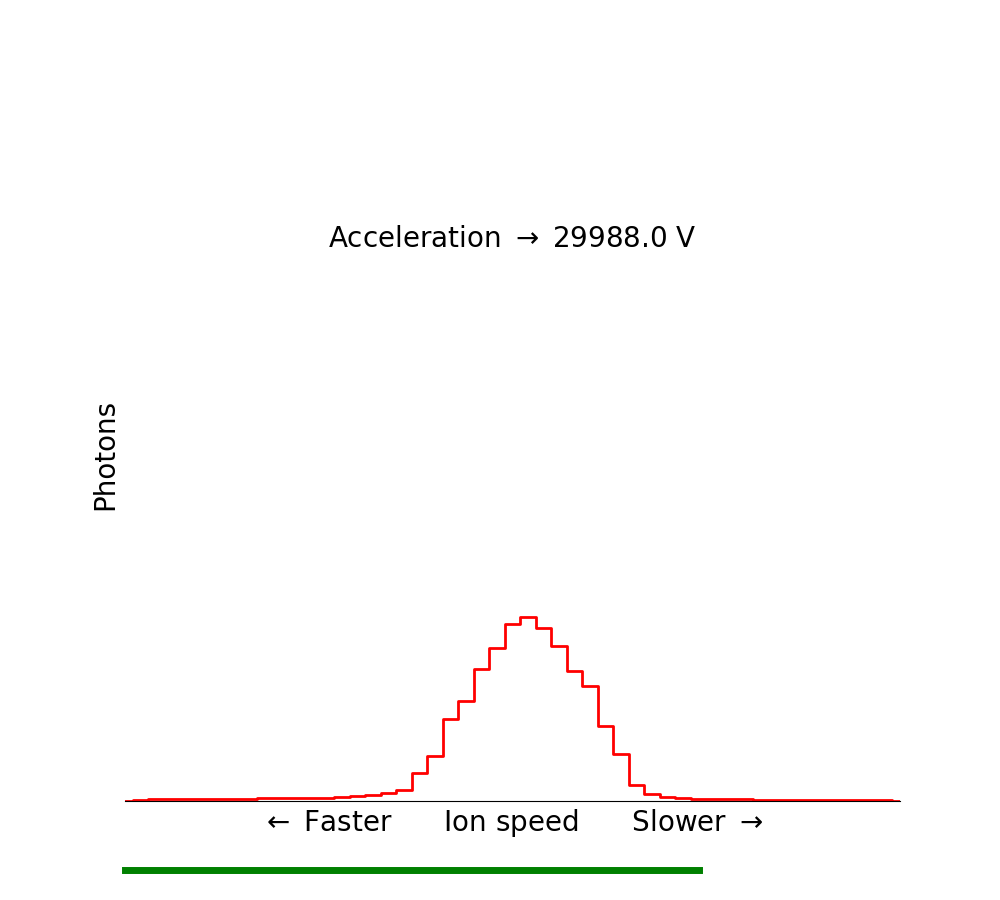 Acceleration → 29988.0 V
Photons
← Faster Ion speed Slower →